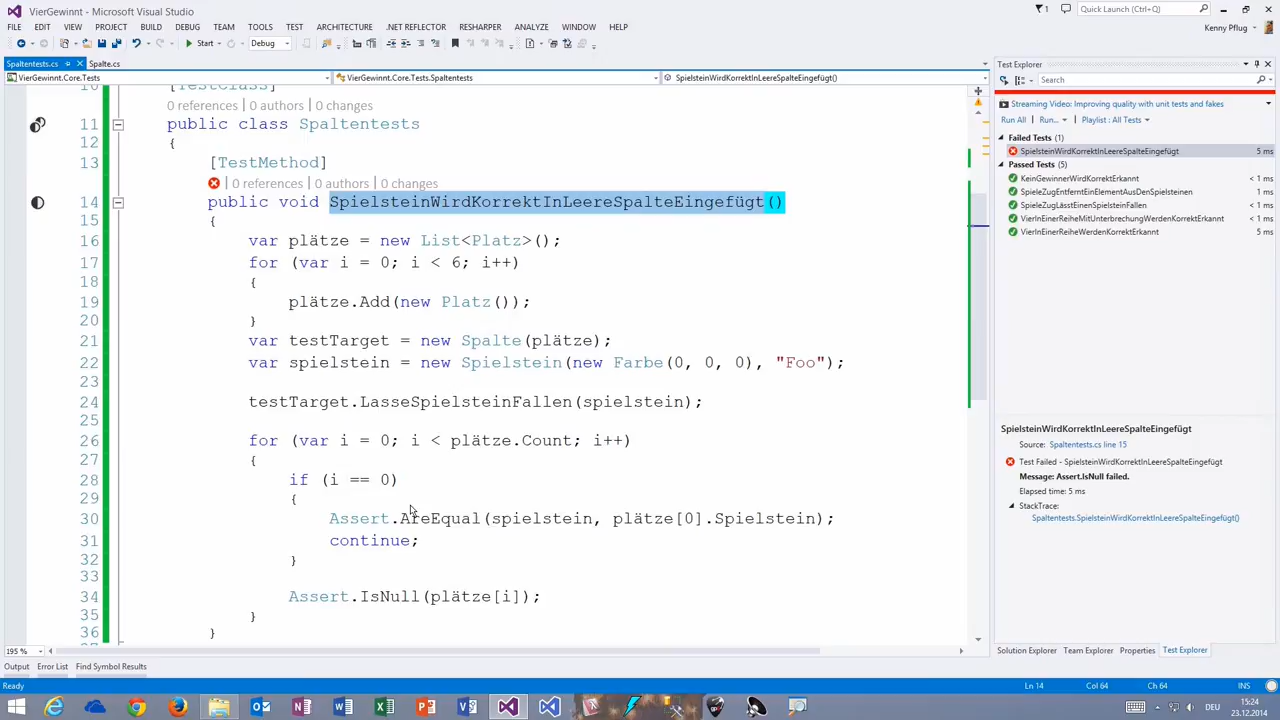 VierGewinnt - Microsoft Visual Studio
Quick Launch (Ctrl+Q)
FILE EDIT VIEW PROJECT BUILD DEBUG TEAM TOOLS TEST ARCHITECTURE .NET REFLECTOR RESHARPER ANALYZE WINDOW HELP
Kenny Pflug
Start Debug
Spaltentests.cs Spalte.cs
VierGewinnt.Core.Tests VierGewinnt.Core.Tests.Spaltentests SpielsteinWirdKorrektInLeereSpalteEingefügt()
10 [TestClass]
0 references | 0 authors | 0 changes
11 public class Spaltentests
12 {
13 [TestMethod]
0 references | 0 authors | 0 changes
14 public void SpielsteinWirdKorrektInLeereSpalteEingefügt()
15 {
16 var plätze = new List<Platz>();
17 for (var i = 0; i < 6; i++)
18 {
19 plätze.Add(new Platz());
20 }
21 var testTarget = new Spalte(plätze);
22 var spielstein = new Spielstein(new Farbe(0, 0, 0), "Foo");
23
24 testTarget.LasseSpielsteinFallen(spielstein);
25
26 for (var i = 0; i < plätze.Count; i++)
27 {
28 if (i == 0)
29 {
30 Assert.AreEqual(spielstein, plätze[0].Spielstein);
31 continue;
32 }
33
34 Assert.IsNull(plätze[i]);
35 }
36 }
195 %
Test Explorer
Search
Streaming Video: Improving quality with unit tests and fakes
Run All | Run... | Playlist : All Tests
Failed Tests (1)
SpielsteinWirdKorrektInLeereSpalteEingefügt 5 ms
Passed Tests (5)
KeinGewinnerWirdKorrektErkannt < 1 ms
SpieleZugEntferntEinElementAusDenSpielsteinen 1 ms
SpieleZugLässtEinenSpielsteinFallen < 1 ms
VierInEinerReiheMitUnterbrechungWerdenKorrektErkannt < 1 ms
VierInEinerReiheWerdenKorrektErkannt 5 ms
SpielsteinWirdKorrektInLeereSpalteEingefügt
Source: Spaltentests.cs line 15
Test Failed - SpielsteinWirdKorrektInLeereSpalteEingefügt
Message: Assert.IsNull failed.
Elapsed time: 5 ms
StackTrace:
Spaltentests.SpielsteinWirdKorrektInLeereSpalteEingefügt()
Solution Explorer Team Explorer Properties Test Explorer
Output Error List Find Symbol Results
Ready Ln 14 Col 64 Ch 64 INS
DEU 15:24
23.12.2014